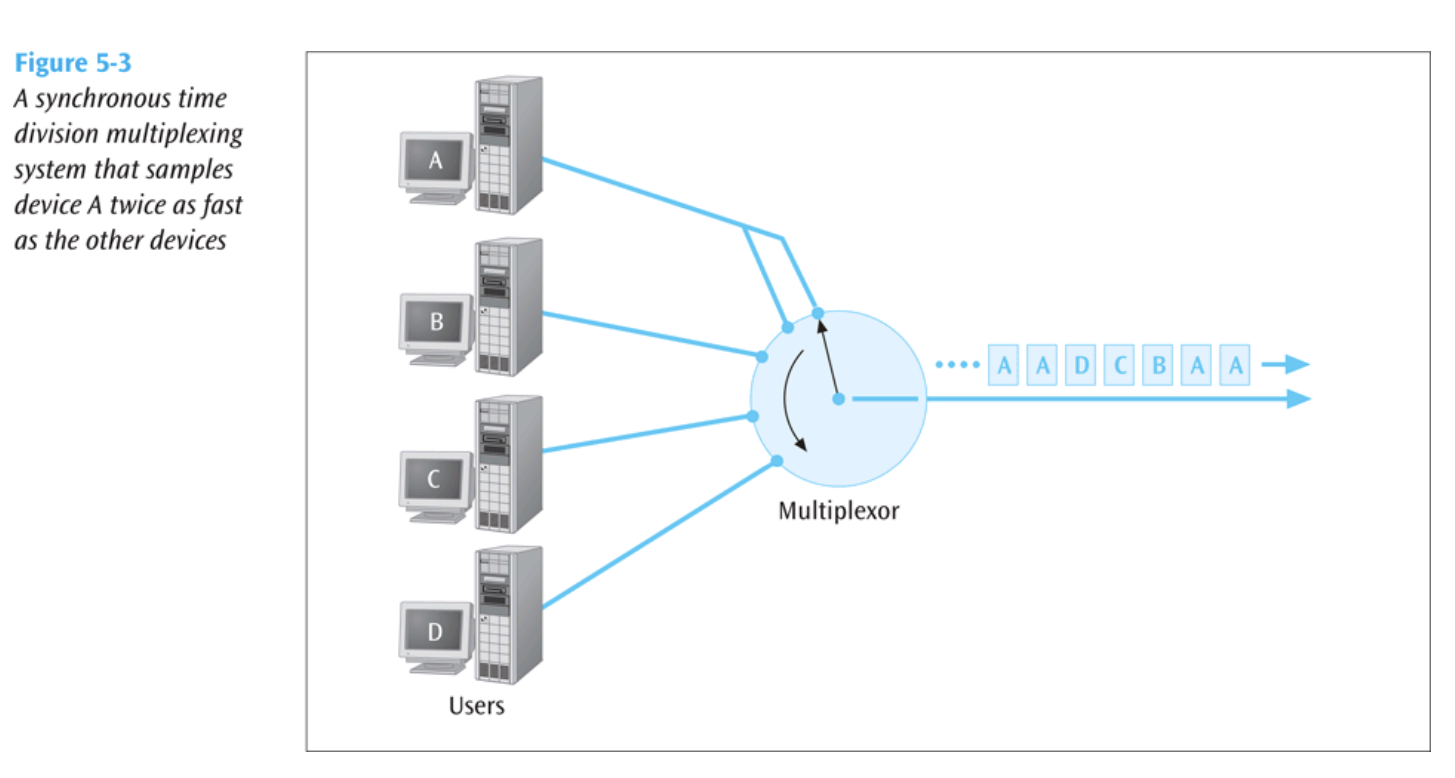 Figure 5-3
A synchronous time
division multiplexing
system that samples
device A twice as fast
as the other devices
A
B
C
D
Users
Multiplexor
A A D C B A A